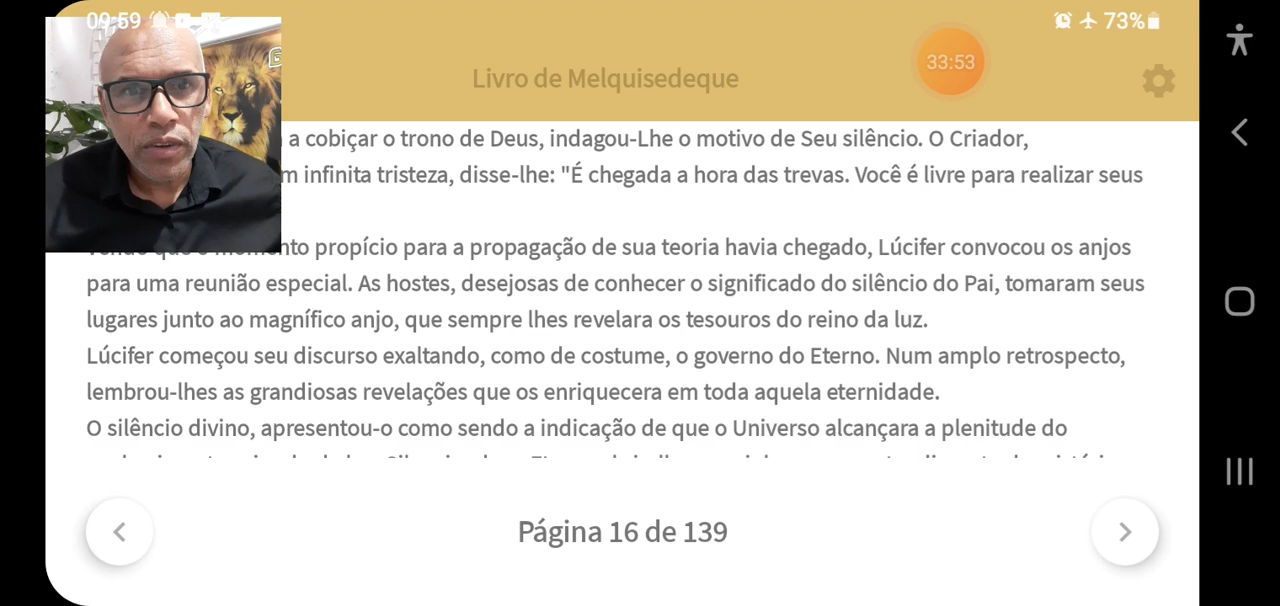 09:59
73%
Livro de Melquisedeque
33:53
a cobiçar o trono de Deus, indagou-Lhe o motivo de Seu silêncio. O Criador,
infinita tristeza, disse-lhe: "É chegada a hora das trevas. Você é livre para realizar seus
propício para a propagação de sua teoria havia chegado, Lúcifer convocou os anjos
para uma reunião especial. As hostes, desejosas de conhecer o significado do silêncio do Pai, tomaram seus
lugares junto ao magnífico anjo, que sempre lhes revelara os tesouros do reino da luz.
Lúcifer começou seu discurso exaltando, como de costume, o governo do Eterno. Num amplo retrospecto,
lembrou-lhes as grandiosas revelações que os enriquecera em toda aquela eternidade.
O silêncio divino, apresentou-o como sendo a indicação de que o Universo alcançara a plenitude do
Página 16 de 139